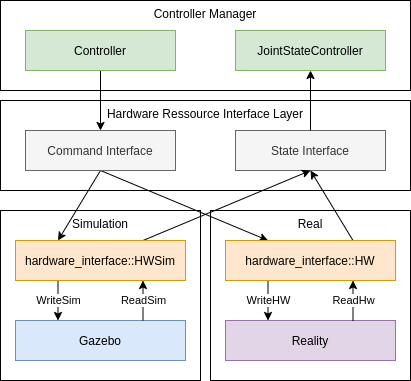 Controller Manager
Controller
JointStateController
Hardware Ressource Interface Layer
Command Interface
State Interface
Simulation
Real
hardware_interface::HWSim
hardware_interface::HW
WriteSim
ReadSim
WriteHW
ReadHw
Gazebo
Reality